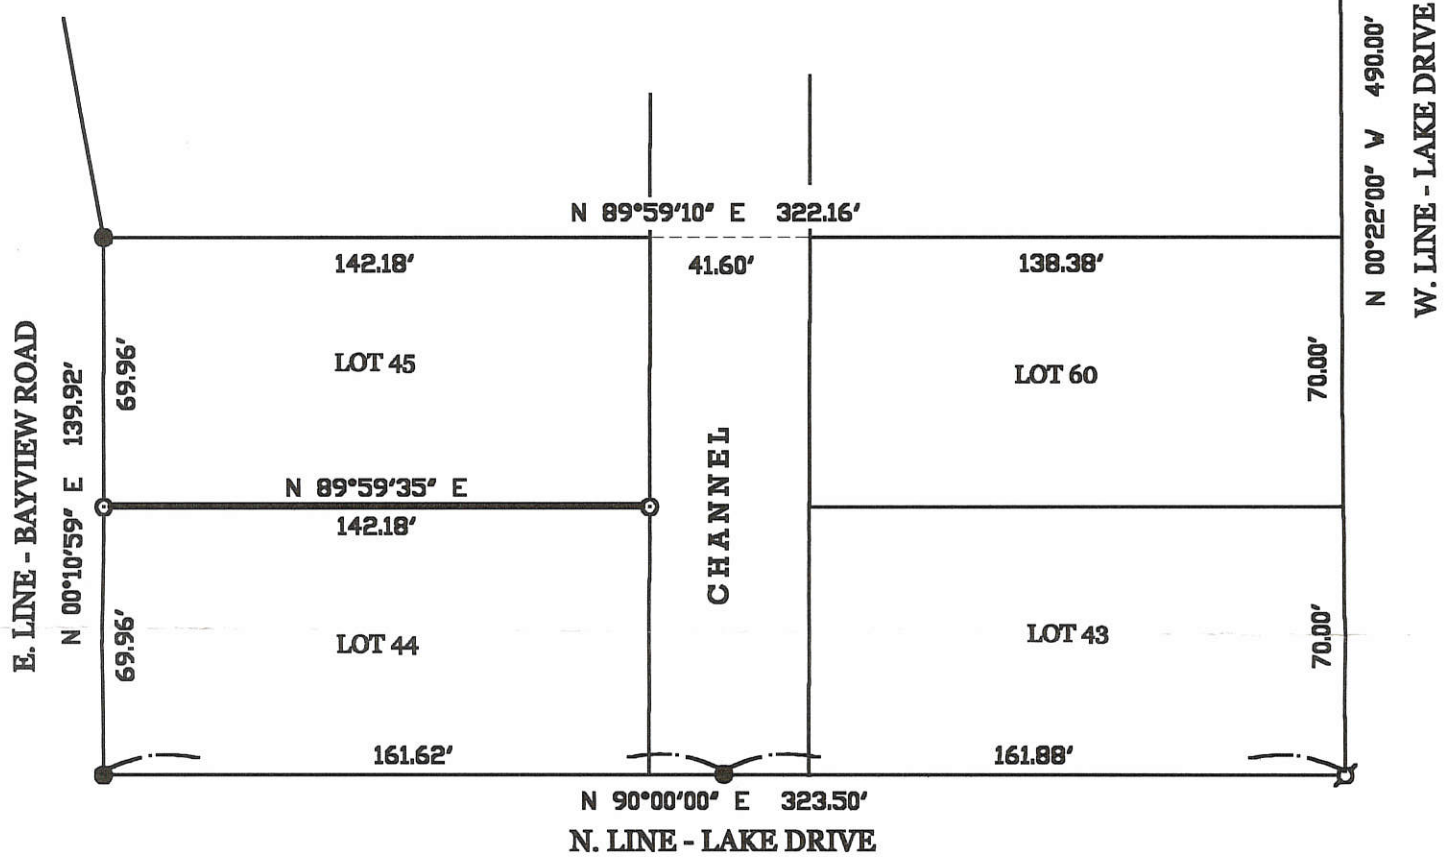 N 00°22'00" W 490.00'
W. LINE - LAKE DRIVE
N 89°59'10" E 322.16'
142.18'
41.60'
138.38'
E. LINE - BAYVIEW ROAD
N 00°10'59" E 139.92'
69.96'
LOT 45
LOT 60
70.00'
N 89°59'35" E
142.18'
CHANNEL
69.96'
LOT 44
LOT 43
70.00'
161.62'
161.88'
N 90°00'00" E 323.50'
N. LINE - LAKE DRIVE